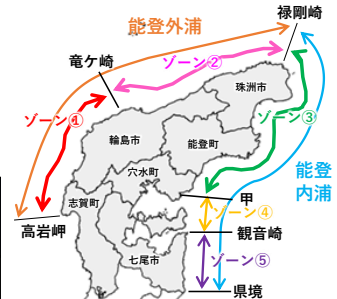 能登外浦
禄剛崎
竜ケ崎
ゾーン②
珠洲市
ゾーン①
ゾーン③
輪島市
能登町
穴水町
能登
内浦
志賀町
甲
ゾーン④
高岩岬
観音崎
七尾市
ゾーン⑤
県境